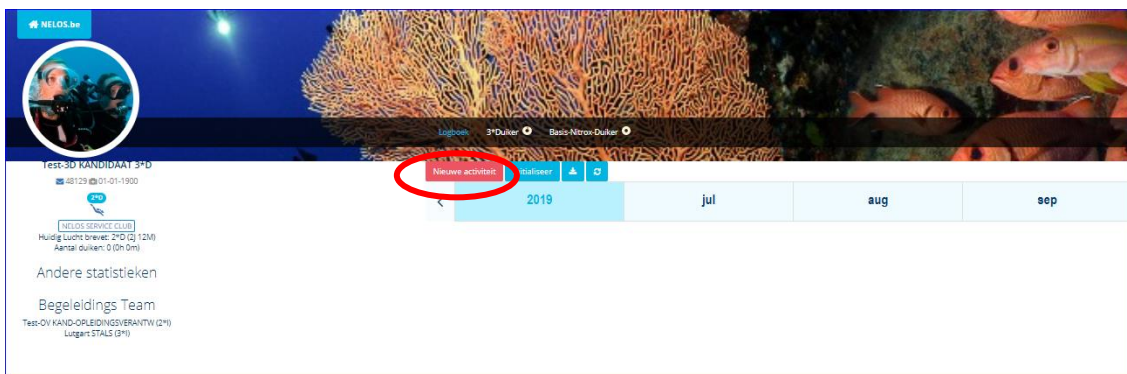 NELOS.be
Logboek 3*Duiker Basis-Nitrox-Duiker
Test-3D KANDIDAAT 3*D
48129 01-01-1900
2*D
NELOS SERVICE CLUB
Huidig Lucht brevet: 2*D (2J 12M)
Aantal duiken: 0 (0h 0m)
Andere statistieken
Begeleidings Team
Test-OV KAND-OPLEIDINGSVERANTW (2*I)
Lutgart STALS (3*I)
Nieuwe activiteit
2019 jul aug sep